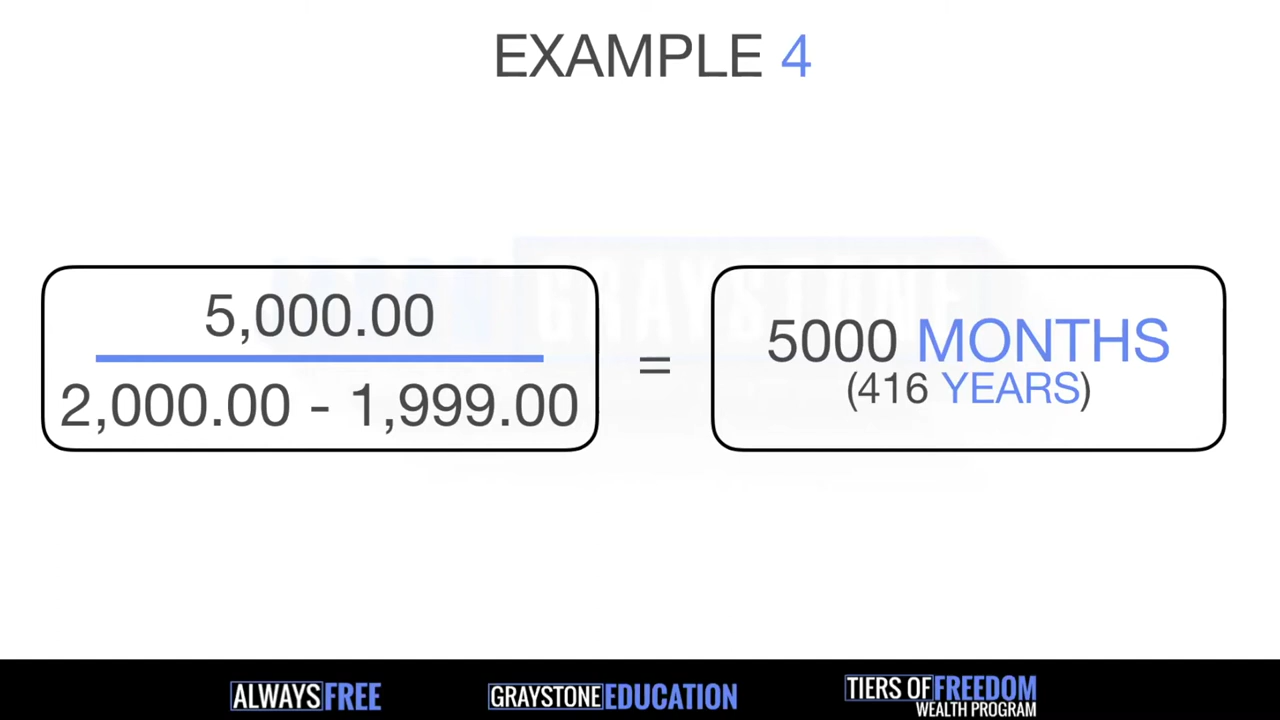 EXAMPLE 4
5,000.00
2,000.00 - 1,999.00
=
5000 MONTHS
(416 YEARS)
GRAYSTONE
ALWAYSFREE
GRAYSTONEEDUCATION
TIERS OF FREEDOM
WEALTH PROGRAM